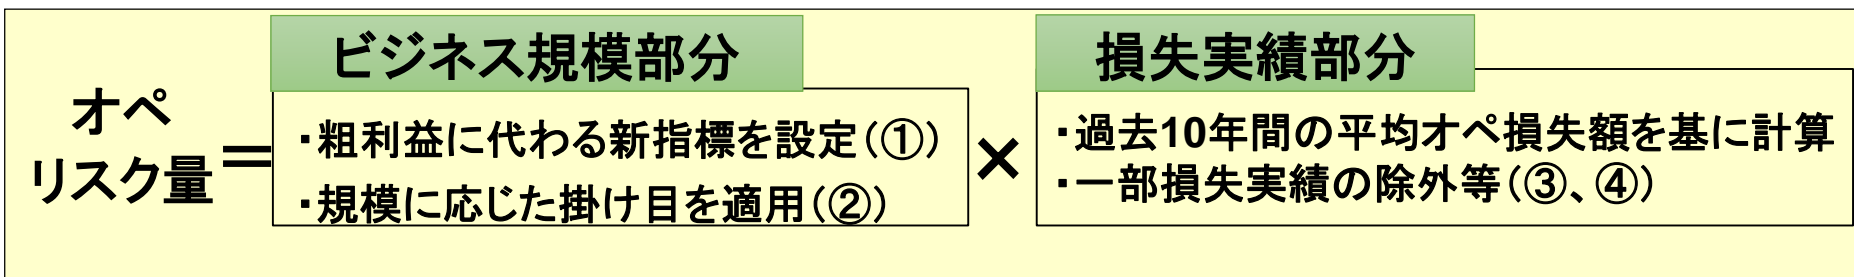 オペ
リスク量
＝
ビジネス規模部分
・粗利益に代わる新指標を設定（①）
・規模に応じた掛け目を適用（②）
×
損失実績部分
・過去10年間の平均オペ損失額を基に計算
・一部損失実績の除外等（③、④）